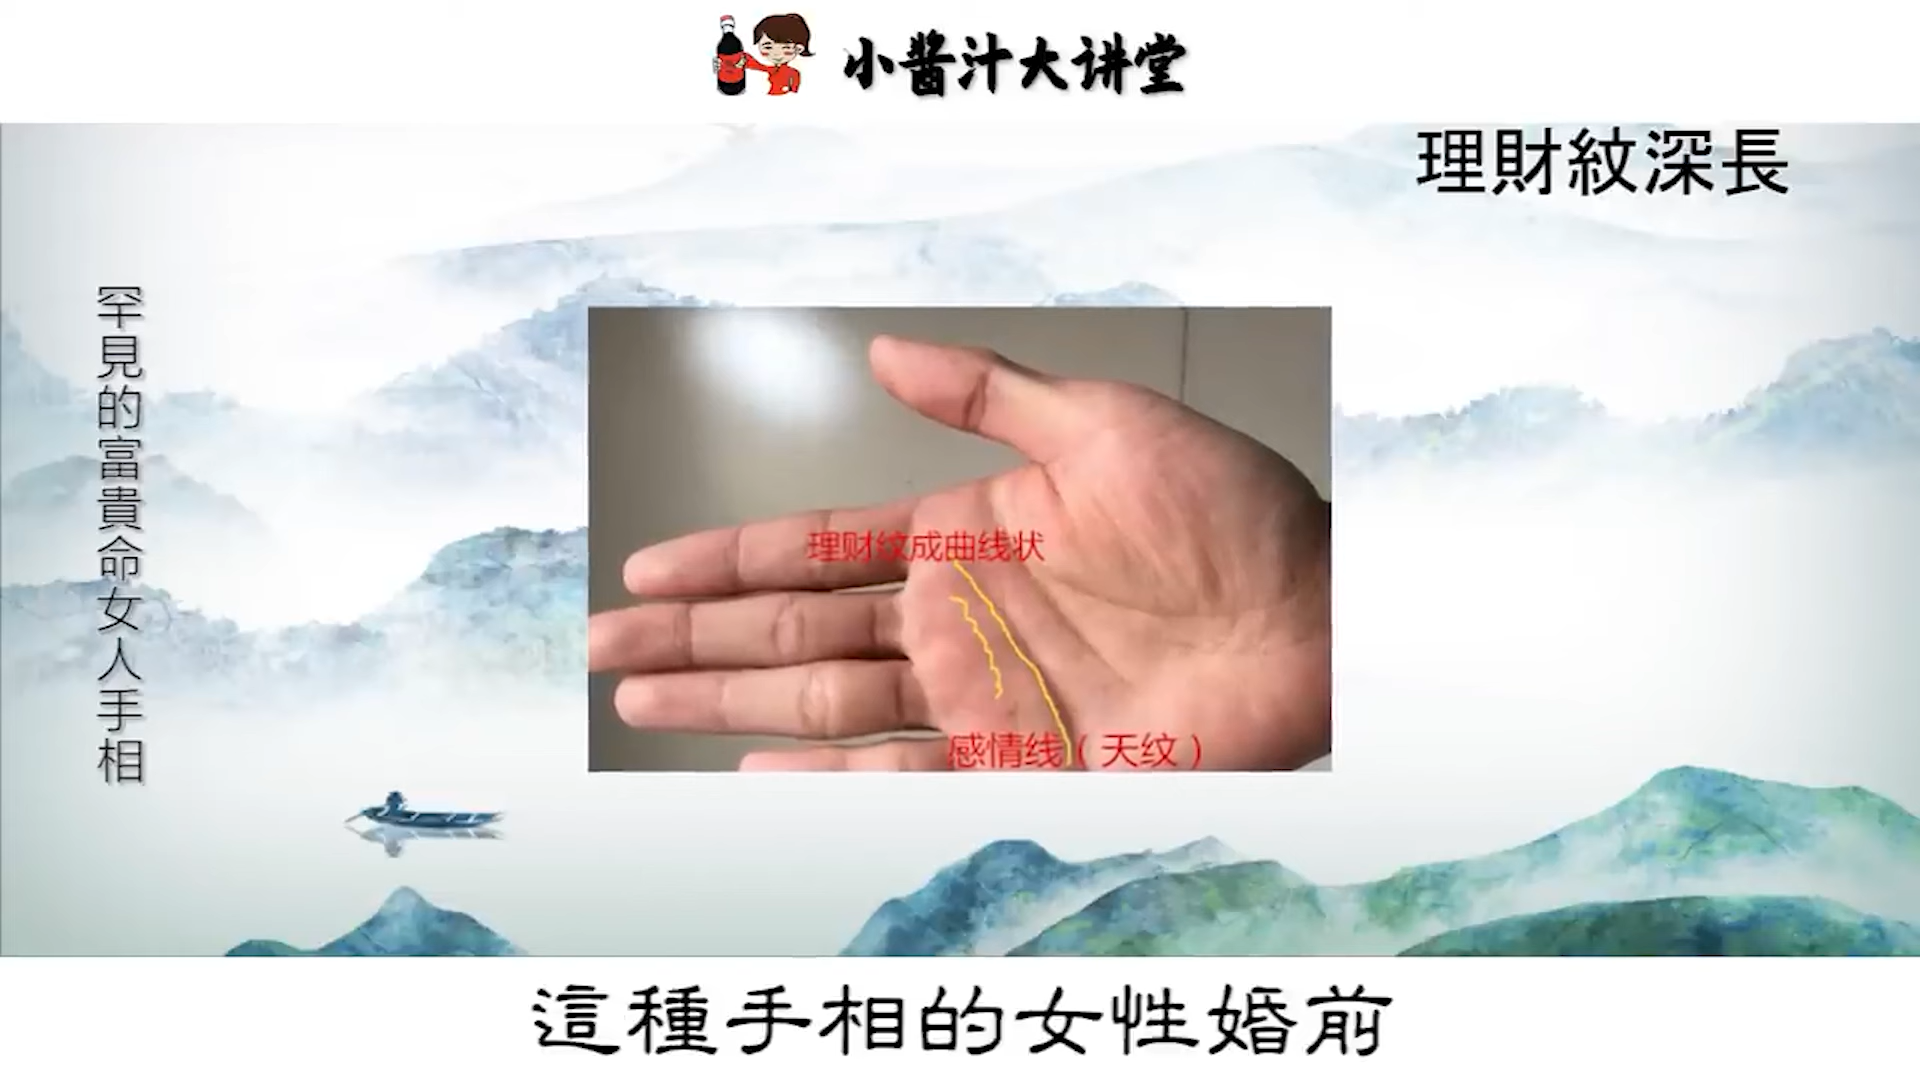 小酱汁大讲堂
理財紋深長
罕見的富貴命女人手相
理财纹成曲线状
感情线（天纹）
這種手相的女性婚前